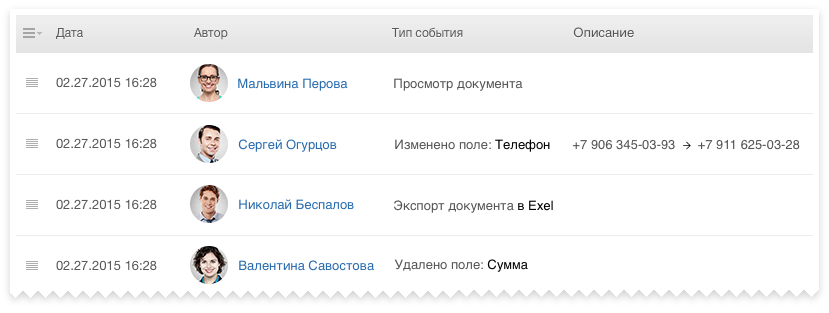 Дата Автор Тип события Описание
02.27.2015 16:28 Мальвина Перова Просмотр документа
02.27.2015 16:28 Сергей Огурцов Изменено поле: Телефон +7 906 345-03-93 → +7 911 625-03-28
02.27.2015 16:28 Николай Беспалов Экспорт документа в Exel
02.27.2015 16:28 Валентина Савостова Удалено поле: Сумма